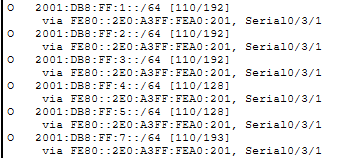 O 2001:DB8:FF:1::/64 [110/192]
via FE80::2E0:A3FF:FEA0:201, Serial0/3/1
O 2001:DB8:FF:2::/64 [110/192]
via FE80::2E0:A3FF:FEA0:201, Serial0/3/1
O 2001:DB8:FF:3::/64 [110/192]
via FE80::2E0:A3FF:FEA0:201, Serial0/3/1
O 2001:DB8:FF:4::/64 [110/128]
via FE80::2E0:A3FF:FEA0:201, Serial0/3/1
O 2001:DB8:FF:5::/64 [110/128]
via FE80::2E0:A3FF:FEA0:201, Serial0/3/1
O 2001:DB8:FF:7::/64 [110/193]
via FE80::2E0:A3FF:FEA0:201, Serial0/3/1